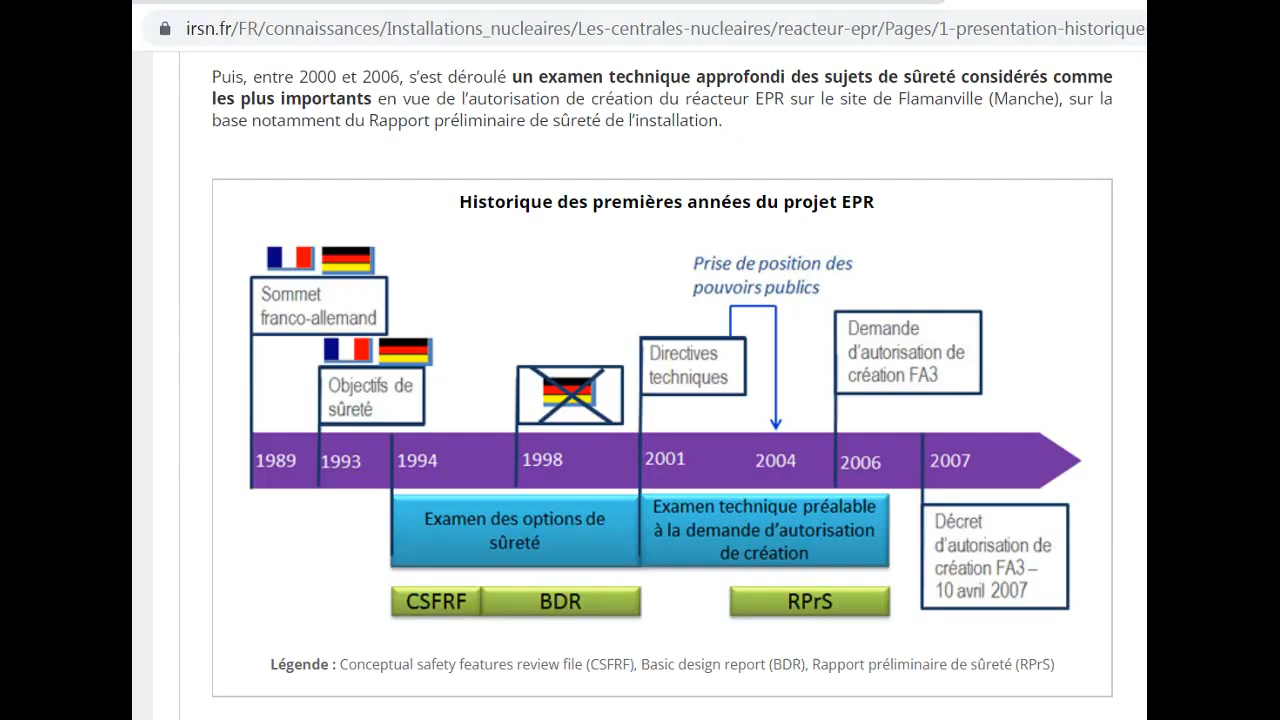 irsn.fr/FR/connaissances/Installations_nucleaires/Les-centrales-nucleaires/reacteur-epr/Pages/1-presentation-historique
Puis, entre 2000 et 2006, s’est déroulé un examen technique approfondi des sujets de sûreté considérés comme
les plus importants en vue de l’autorisation de création du réacteur EPR sur le site de Flamanville (Manche), sur la
base notamment du Rapport préliminaire de sûreté de l’installation.
Historique des premières années du projet EPR
Sommet
franco-allemand
Objectifs de
sûreté
Directives
techniques
Prise de position des
pouvoirs publics
Demande
d’autorisation de
création FA3
1989
1993
1994
1998
2001
2004
2006
2007
Examen des options de
sûreté
Examen technique préalable
à la demande d’autorisation
de création
Décret
d’autorisation de
création FA3 –
10 avril 2007
CSFRF
BDR
RPrS
Légende : Conceptual safety features review file (CSFRF), Basic design report (BDR), Rapport préliminaire de sûreté (RPrS)